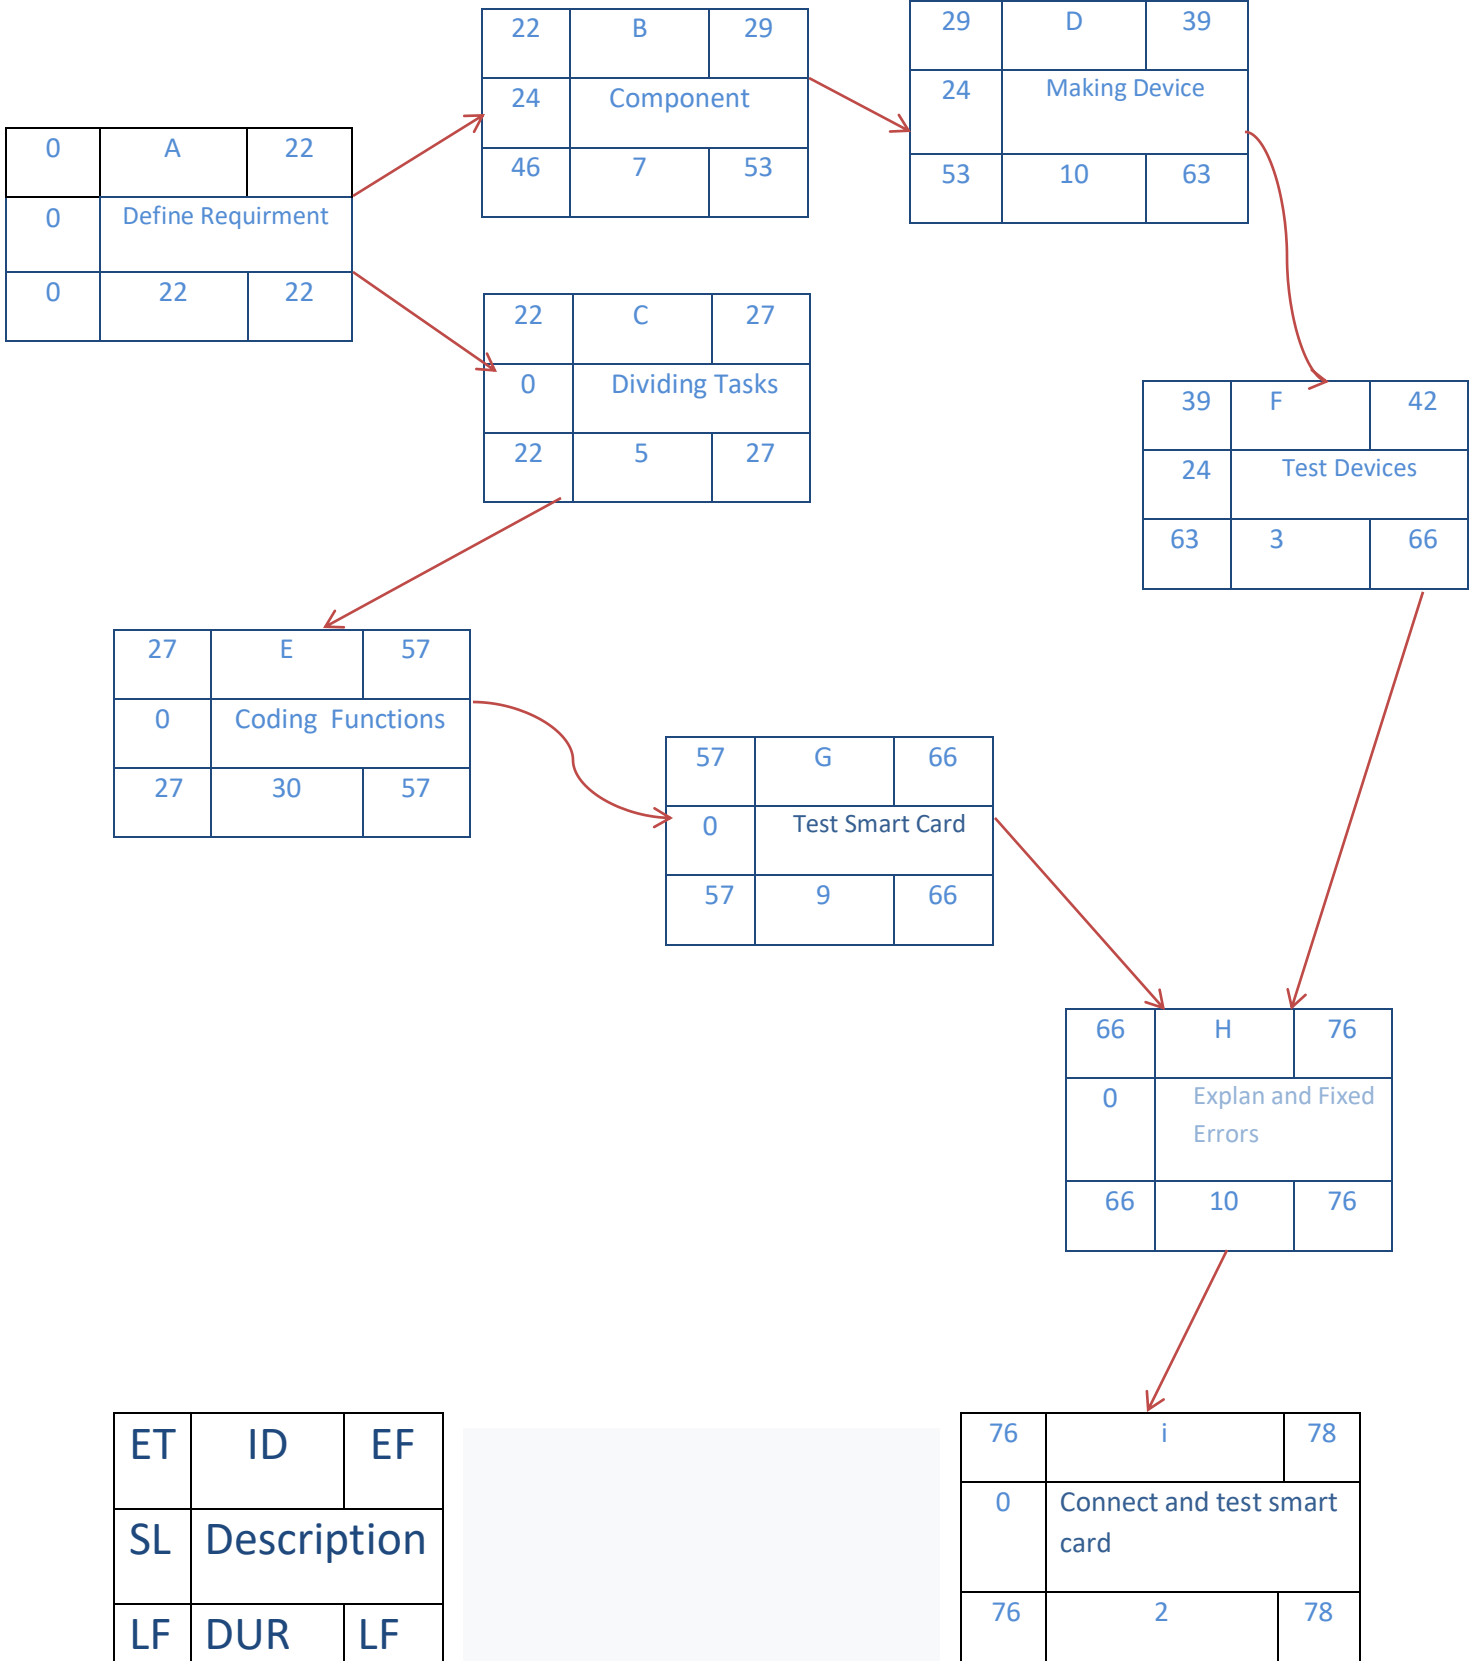 0 A 22
0 Define Requirment
0 22 22
22 B 29
24 Component
46 7 53
29 D 39
24 Making Device
53 10 63
22 C 27
0 Dividing Tasks
22 5 27
39 F 42
24 Test Devices
63 3 66
27 E 57
0 Coding Functions
27 30 57
57 G 66
0 Test Smart Card
57 9 66
66 H 76
0 Explan and Fixed
Errors
66 10 76
76 i 78
0 Connect and test smart
card
76 2 78
ET ID EF
SL Description
LF DUR LF